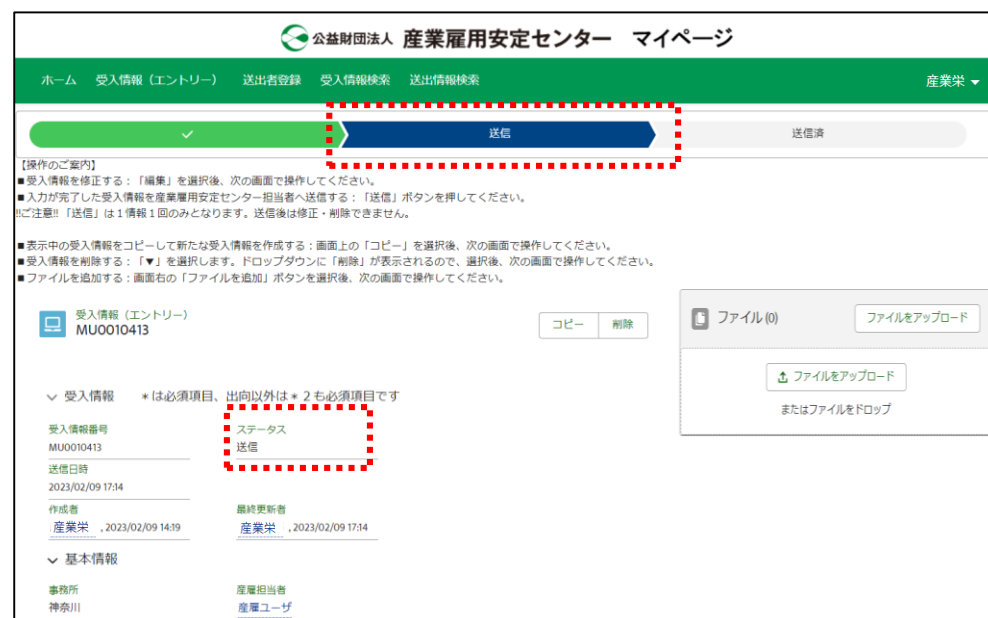 公益財団法人 産業雇用安定センター マイページ
ホーム 受入情報（エントリー） 送出者登録 受入情報検索 送出情報検索 産業栄
送信 送信済
【操作のご案内】
■受入情報を修正する：「編集」を選択後、次の画面で操作してください。
■入力が完了した受入情報を産業雇用安定センター担当者へ送信する：「送信」ボタンを押してください。
!!ご注意!!「送信」は１情報１回のみとなります。送信後は修正・削除できません。
■表示中の受入情報をコピーして新たな受入情報を作成する：画面上の「コピー」を選択後、次の画面で操作してください。
■受入情報を削除する：「▼」を選択します。ドロップダウンに「削除」が表示されるので、選択後、次の画面で操作してください。
■ファイルを追加する：画面右の「ファイルを追加」ボタンを選択後、次の画面で操作してください。
受入情報（エントリー）
MU0010413
コピー 削除
ファイル (0) ファイルをアップロード
ファイルをアップロード
またはファイルをドロップ
受入情報 ＊は必須項目、出向以外は＊２も必須項目です
受入情報番号 ステータス
MU0010413 送信
送信日時
2023/02/09 17:14
作成者 最終更新者
産業栄 , 2023/02/09 14:19 産業栄 , 2023/02/09 17:14
基本情報
事務所 産雇担当者
神奈川 産雇ユーザ